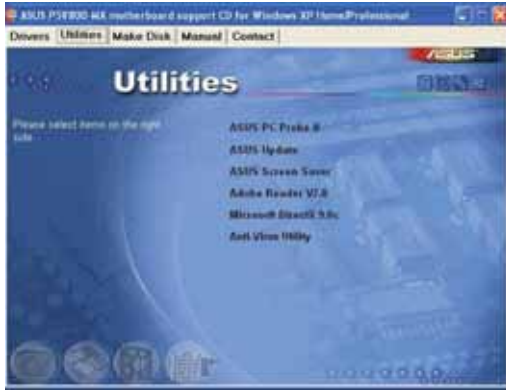 ASUS P5V800-MX motherboard support CD for Windows XP Home/Professional
Drivers Utilities Make Disk Manual Contact
ASUS
Utilities
Please select items on the right
side
ASUS PC Probe II
ASUS Update
ASUS Screen Saver
Adobe Reader V7.0
Microsoft DirectX 9.0c
Anti-Virus Utility